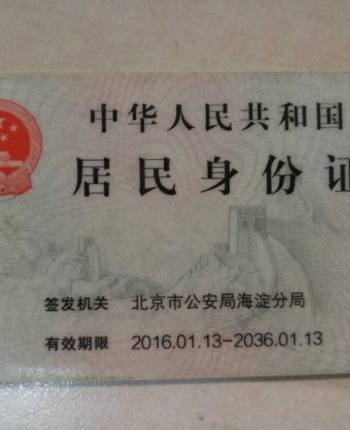 中华人民共和国
居民身份证
签发机关 北京市公安局海淀分局
有效期限 2016.01.13-2036.01.13